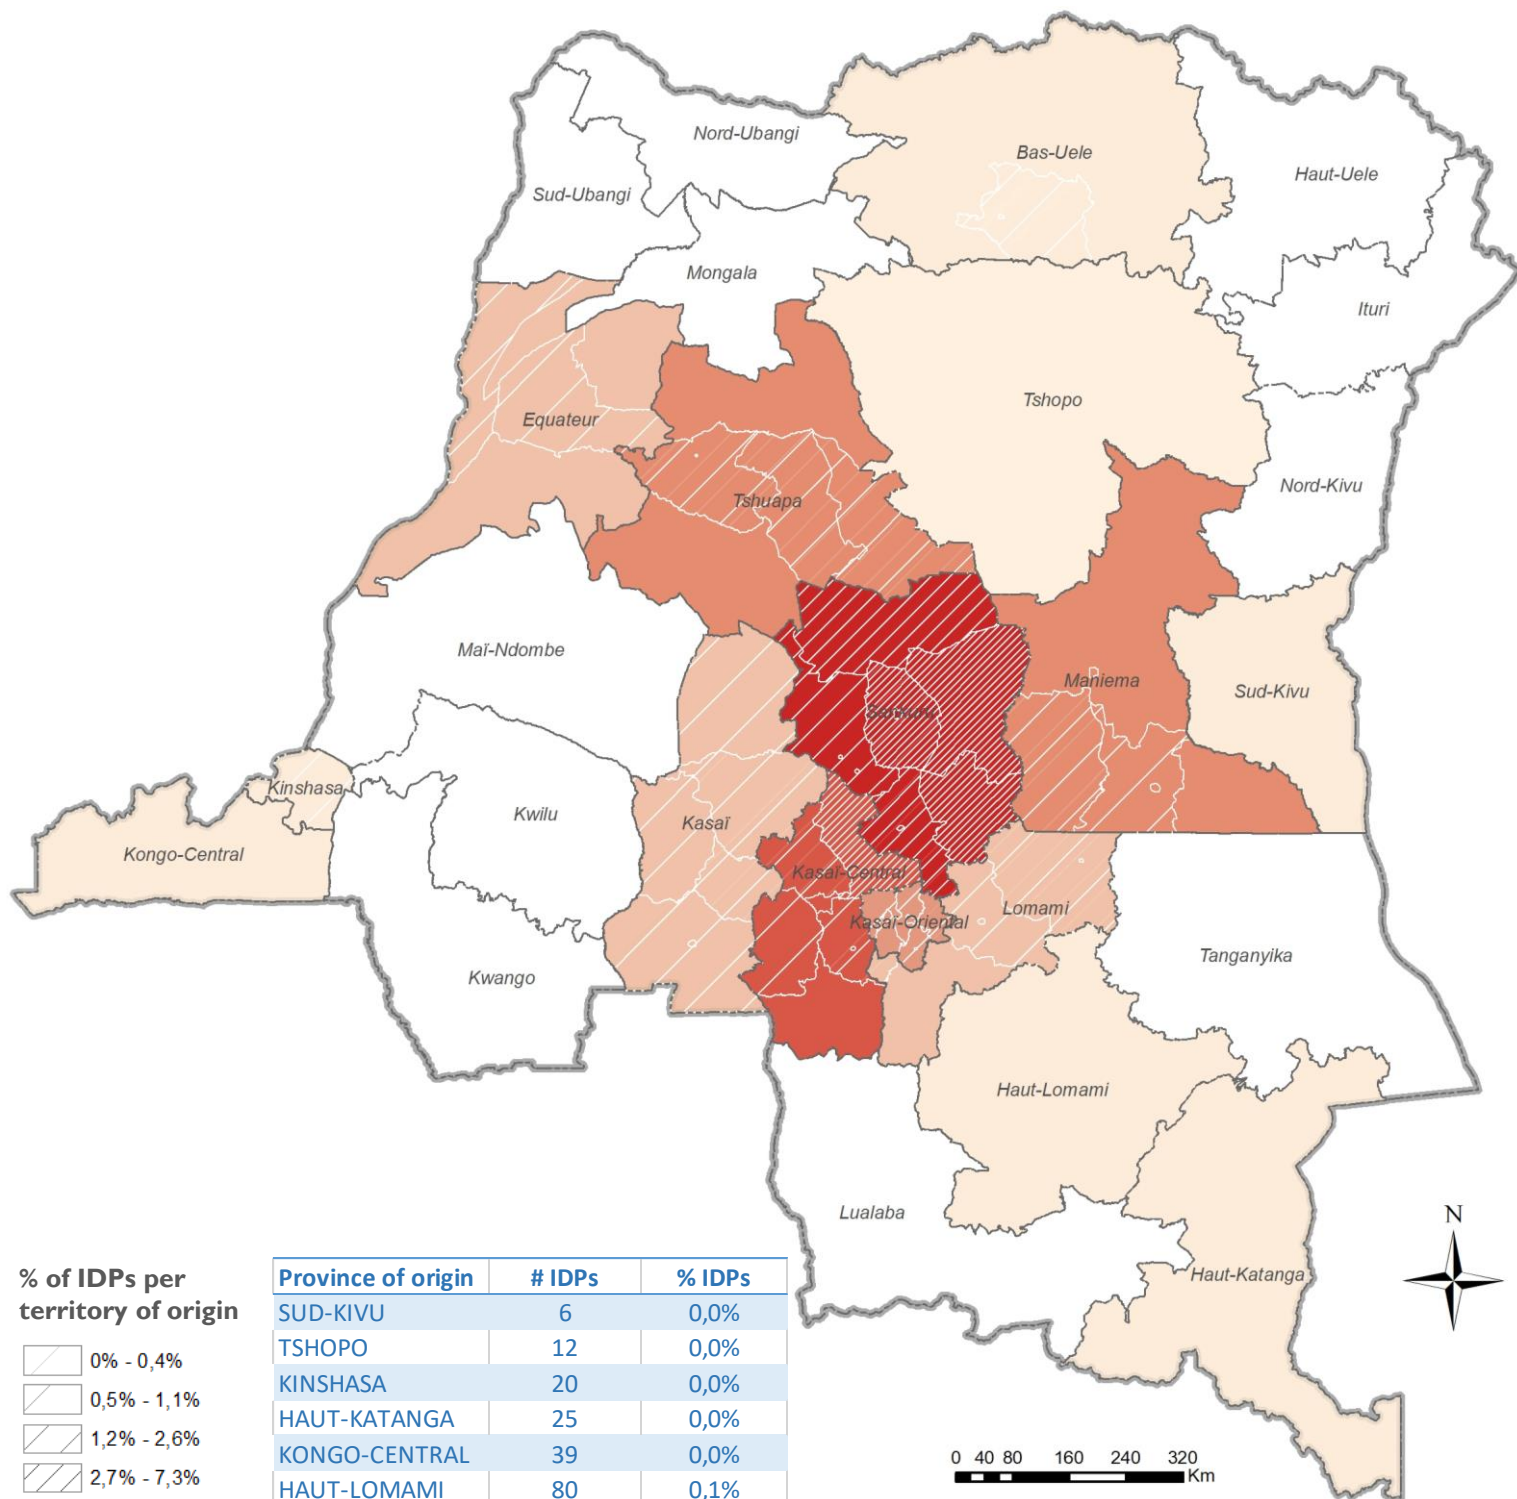 Nord-Ubangi
Bas-Uele
Haut-Uele
Sud-Ubangi
Mongala
Ituri
Tshopo
Equateur
Nord-Kivu
Tshuapa
Maï-Ndombe
Maniema
Sud-Kivu
Sankuru
Kinshasa
Kwilu
Kasaï
Kongo-Central
Kasaï-Central
Lomami
Kasaï-Oriental
Tanganyika
Kwango
Haut-Lomami
Lualaba
N
Haut-Katanga
% of IDPs per
territory of origin
0% - 0,4%
0,5% - 1,1%
1,2% - 2,6%
2,7% - 7,3%
Province of origin # IDPs % IDPs
SUD-KIVU 6 0,0%
TSHOPO 12 0,0%
KINSHASA 20 0,0%
HAUT-KATANGA 25 0,0%
KONGO-CENTRAL 39 0,0%
HAUT-LOMAMI 80 0,1%
0 40 80 160 240 320
Km